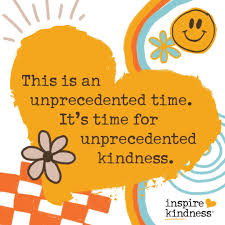 This is an
unprecedented time.
It's time for
unprecedented
kindness.
inspire
kindness